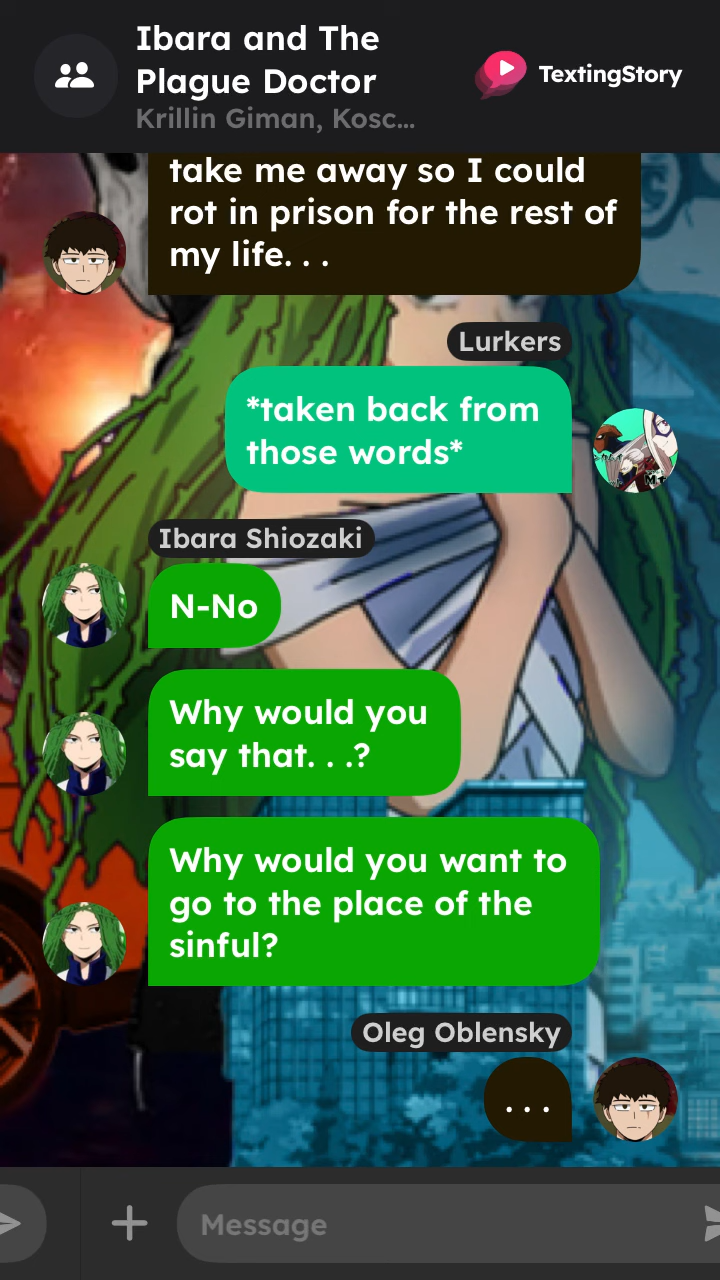 Ibara and The
Plague Doctor
Krillin Giman, Kosc...
TextingStory
take me away so I could
rot in prison for the rest of
my life. . .
Lurkers
*taken back from
those words*
Ibara Shiozaki
N-No
Why would you
say that. . .?
Why would you want to
go to the place of the
sinful?
Oleg Oblensky
. . .
Message